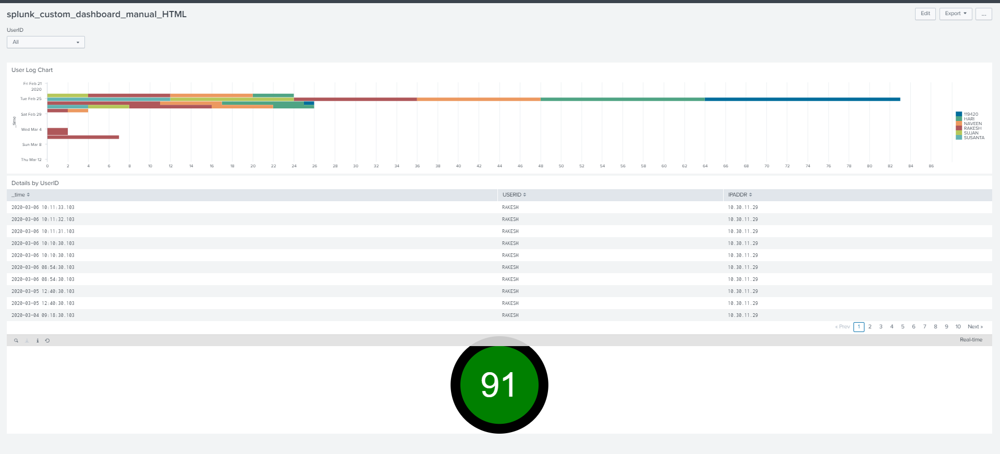 splunk_custom_dashboard_manual_HTML
Edit Export ...
UserID
All
User Log Chart
Fri Feb 21
2020
Tue Feb 25
Sat Feb 29
Wed Mar 4
Sun Mar 8
Thu Mar 12
_time
0 2 4 6 8 10 12 14 16 18 20 22 24 26 28 30 32 34 36 38 40 42 44 46 48 50 52 54 56 58 60 62 64 66 68 70 72 74 76 78 80 82 84 86
119420
HARI
NAVEEN
RAKESH
SUJAN
SUSANTA
Details by UserID
_time USERID IPADDR
2020-03-06 10:11:33.103 RAKESH 10.30.11.29
2020-03-06 10:11:32.103 RAKESH 10.30.11.29
2020-03-06 10:11:31.103 RAKESH 10.30.11.29
2020-03-06 10:10:30.103 RAKESH 10.30.11.29
2020-03-06 10:10:30.103 RAKESH 10.30.11.29
2020-03-06 08:54:30.103 RAKESH 10.30.11.29
2020-03-06 08:54:30.103 RAKESH 10.30.11.29
2020-03-05 12:40:30.103 RAKESH 10.30.11.29
2020-03-05 12:40:30.103 RAKESH 10.30.11.29
2020-03-04 09:18:30.103 RAKESH 10.30.11.29
« Prev 1 2 3 4 5 6 7 8 9 10 Next »
Real-time
91